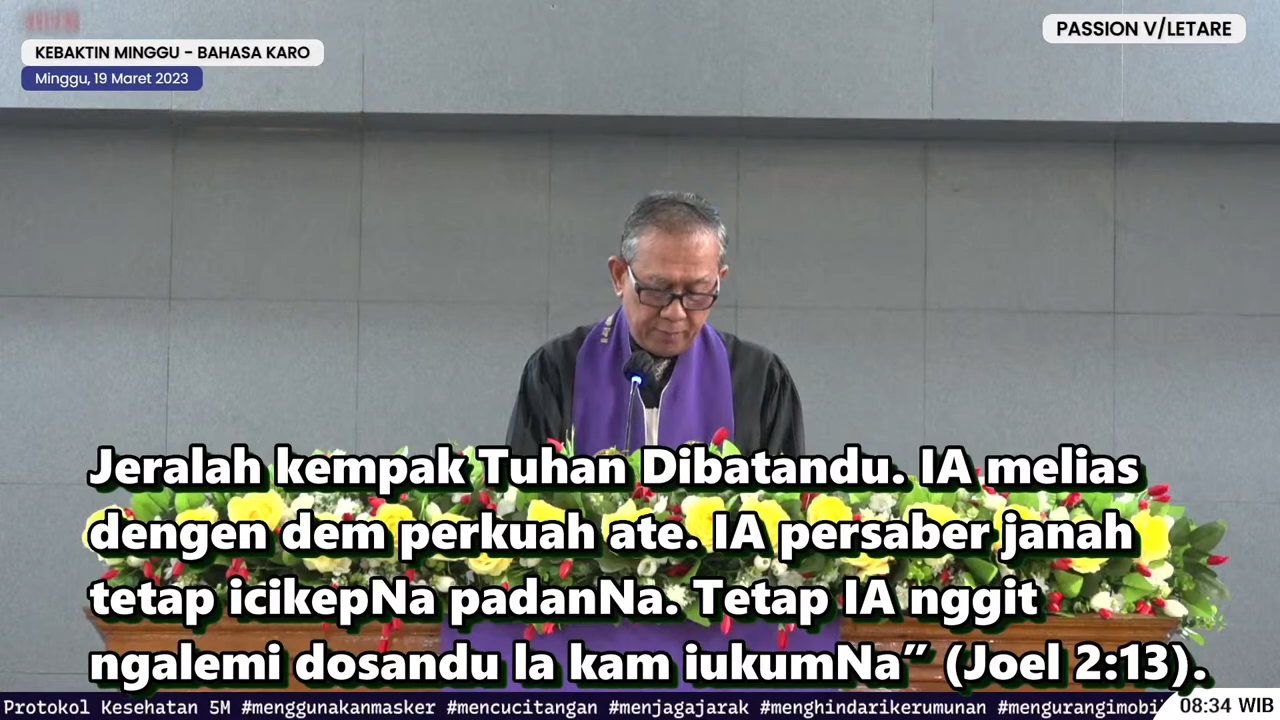 KEBAKTIN MINGGU - BAHASA KARO
Minggu, 19 Maret 2023
PASSION V/LETARE
Jeralah kempak Tuhan Dibatandu. IA melias
dengen dem perkuah ate. IA persaber janah
tetap icikepNa padanNa. Tetap IA nggit
ngalemi dosandu la kam iukumNa” (Joel 2:13).
Protokol Kesehatan 5M #menggunakanmasker #mencucitangan #menjagajarak #menghindarikerumunan #mengurangimobi
08:34 WIB